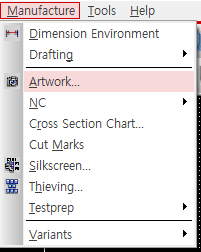 Manufacture Tools Help
Dimension Environment
Drafting
Artwork...
NC
Cross Section Chart...
Cut Marks
Silkscreen...
Thieving...
Testprep
Variants